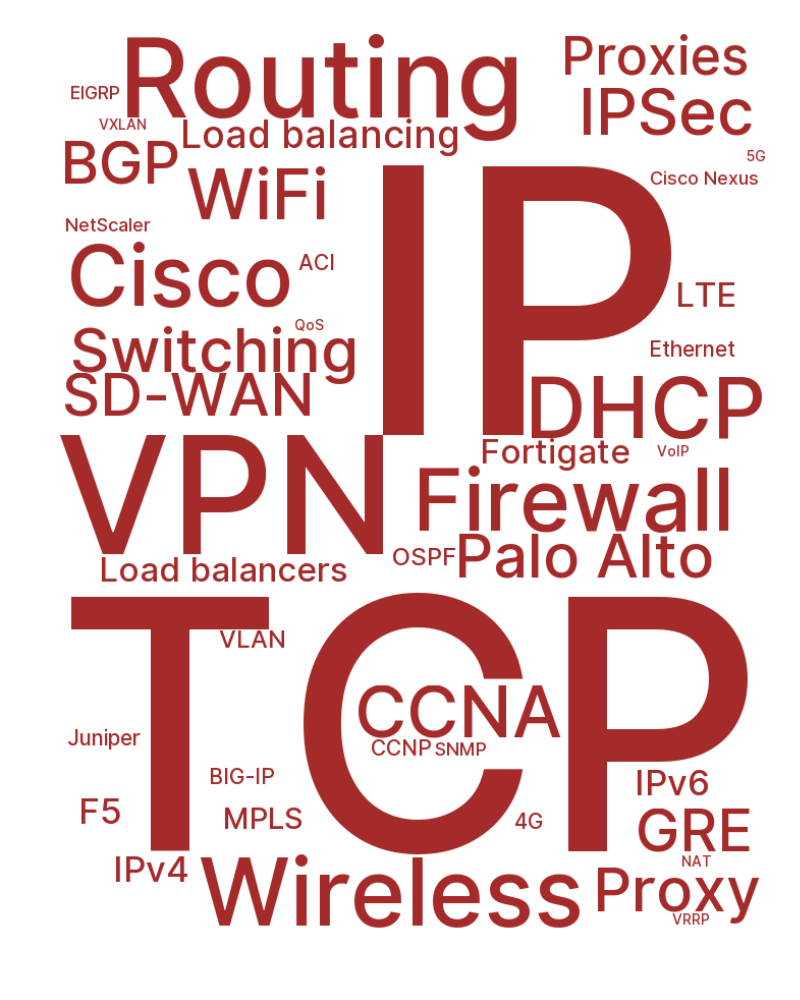 Routing
Proxies
EIGRP
IPSec
VXLAN
Load balancing
BGP
5G
WiFi
IP
Cisco Nexus
NetScaler
Cisco
ACI
LTE
QoS
Switching
Ethernet
SD-WAN
DHCP
VPN
Fortigate
VoIP
Firewall
OSPF
Palo Alto
Load balancers
TCP
VLAN
CCNA
Juniper
CCNP
SNMP
BIG-IP
IPv6
F5
MPLS
4G
GRE
NAT
IPv4
Wireless
Proxy
VRRP